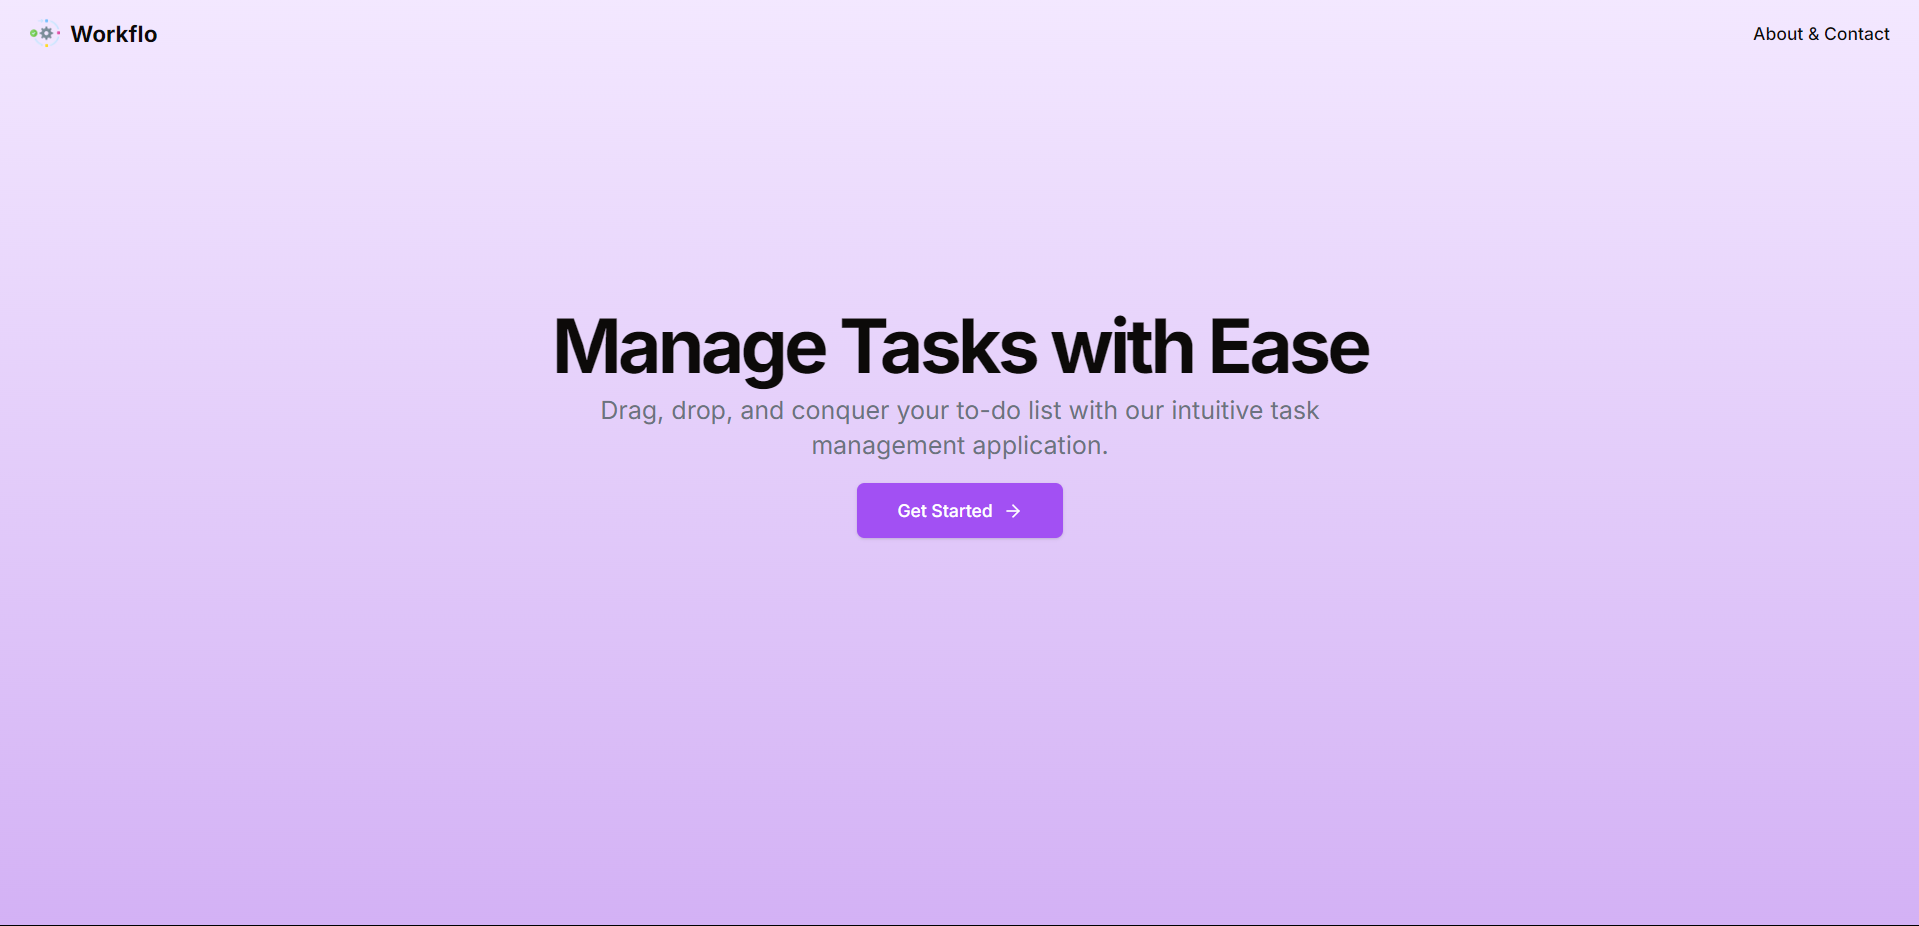 Workflo
About & Contact
Manage Tasks with Ease
Drag, drop, and conquer your to-do list with our intuitive task
management application.
Get Started